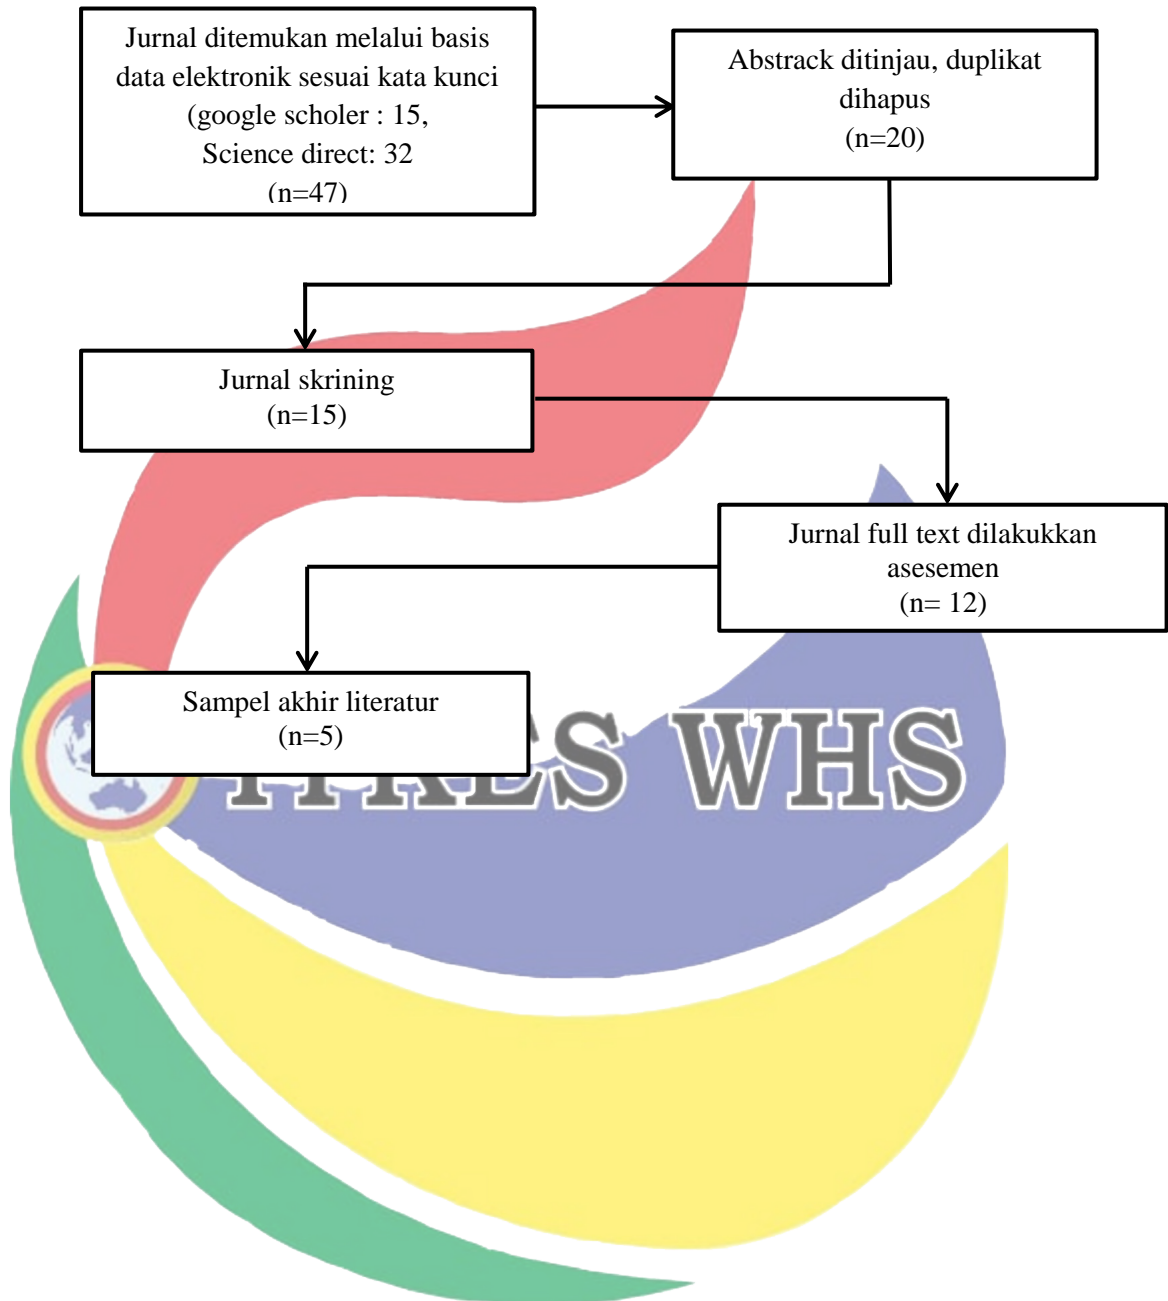 Jurnal ditemukan melalui basis
data elektronik sesuai kata kunci
(google scholer : 15,
Science direct: 32
(n=47)
Abstrack ditinjau, duplikat
dihapus
(n=20)
Jurnal skrining
(n=15)
Jurnal full text dilakukkan
asesemen
(n= 12)
Sampel akhir literatur
(n=5)
WHS